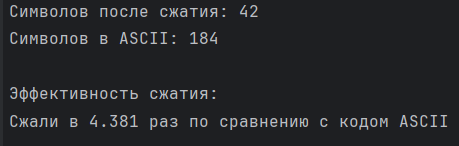 Символов после сжатия: 42
Символов в ASCII: 184
Эффективность сжатия:
Сжали в 4.381 раз по сравнению с кодом ASCII